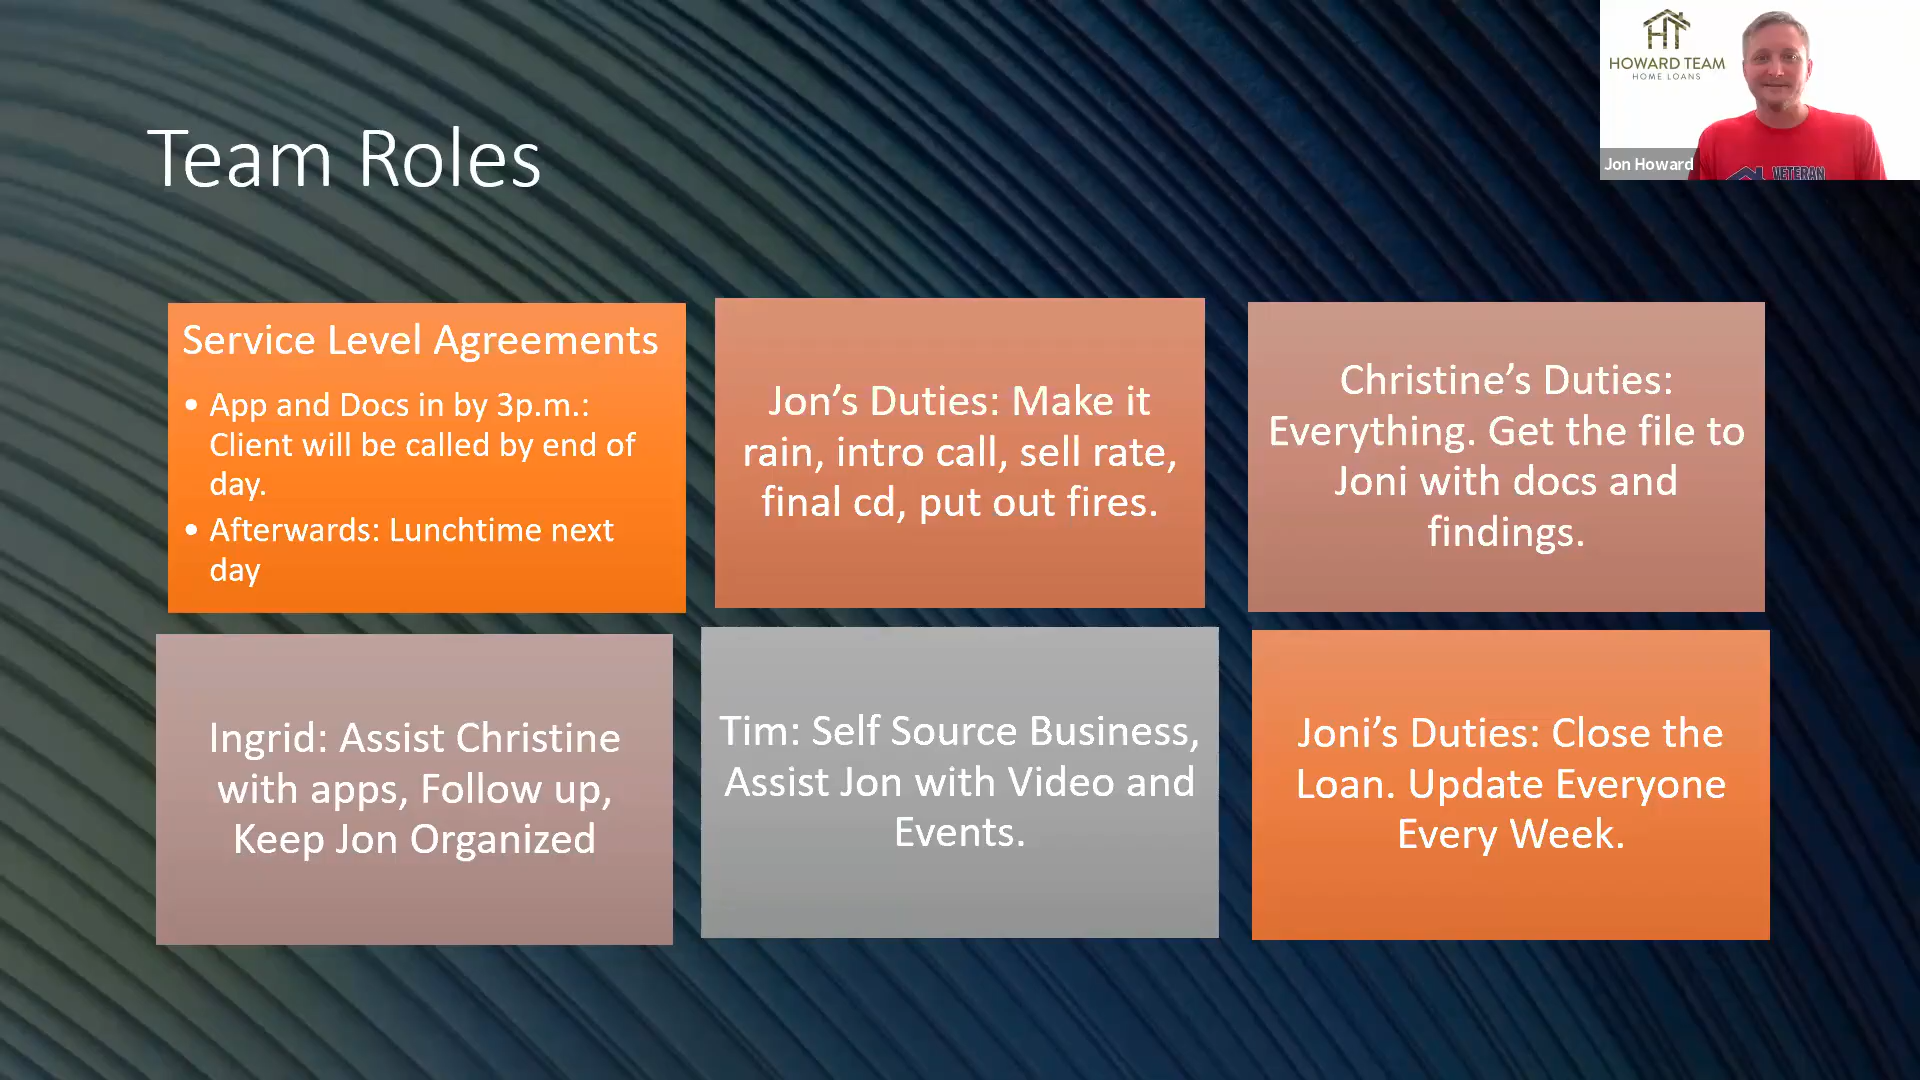 HOWARD TEAM
HOME LOANS
Jon Howard
VETERAN
Team Roles
Service Level Agreements
• App and Docs in by 3p.m.:
Client will be called by end of
day.
• Afterwards: Lunchtime next
day
Jon’s Duties: Make it
rain, intro call, sell rate,
final cd, put out fires.
Christine’s Duties:
Everything. Get the file to
Joni with docs and
findings.
Ingrid: Assist Christine
with apps, Follow up,
Keep Jon Organized
Tim: Self Source Business,
Assist Jon with Video and
Events.
Joni’s Duties: Close the
Loan. Update Everyone
Every Week.